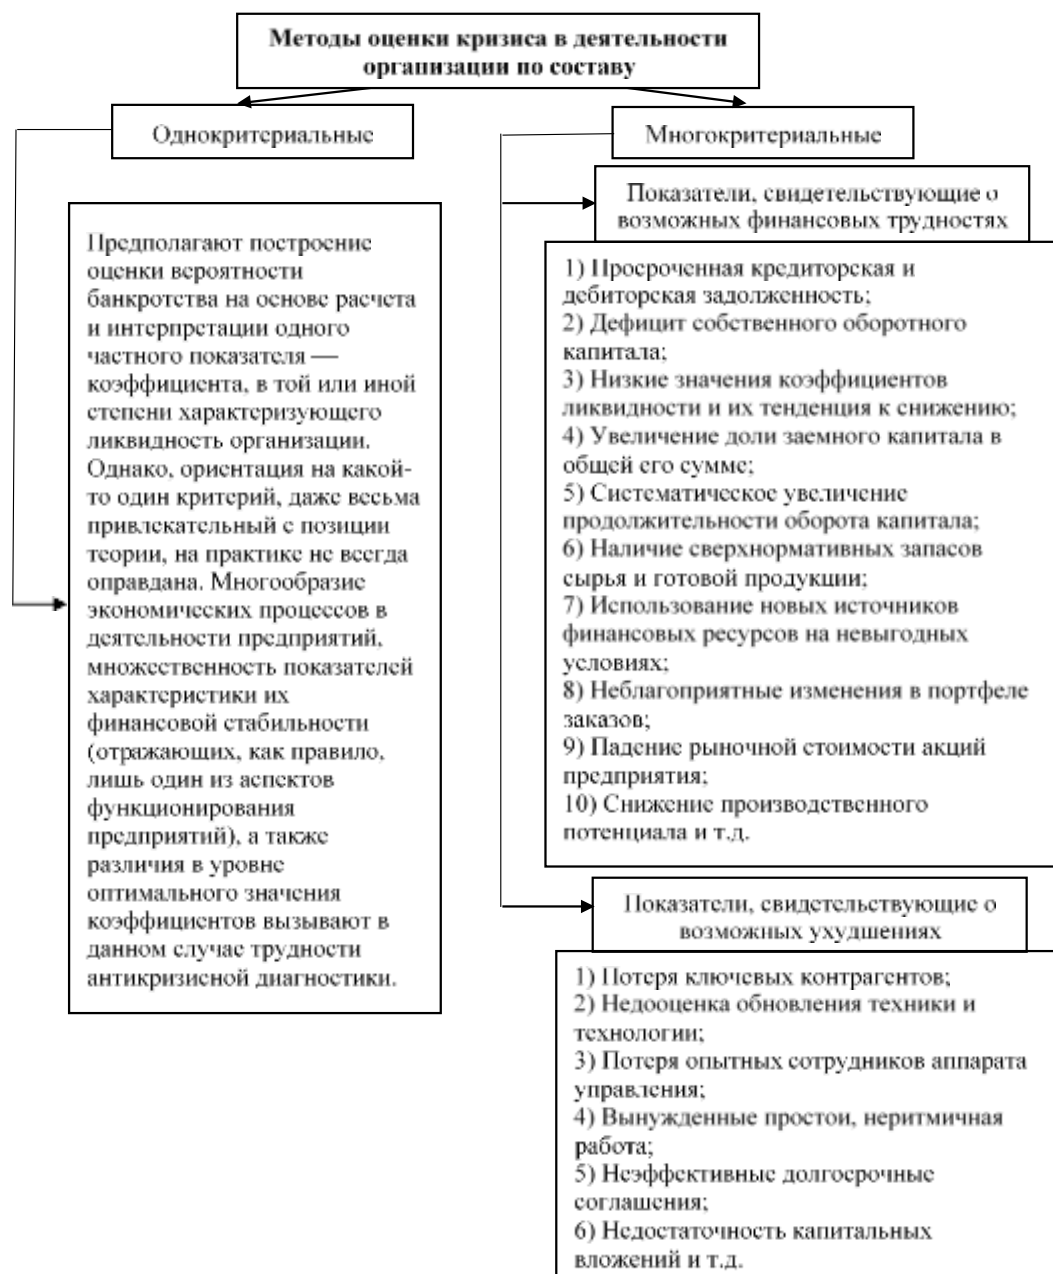 Методы оценки кризиса в деятельности
организации по составу
Однокритериальные
Предполагают построение
оценки вероятности
банкротства на основе расчета
и интерпретации одного
частного показателя —
коэффициента, в той или иной
степени характеризующего
ликвидность организации.
Однако, ориентация на какой-
то один критерий, даже весьма
привлекательный с позиции
теории, на практике не всегда
оправдана. Многообразие
экономических процессов в
деятельности предприятий,
множественность показателей
характеристики их
финансовой стабильности
(отражающих, как правило,
лишь один из аспектов
функционирования
предприятий), а также
различия в уровне
оптимального значения
коэффициентов вызывают в
данном случае трудности
антикризисной диагностики.
Многокритериальные
Показатели, свидетельствующие о
возможных финансовых трудностях
1) Просроченная кредиторская и
дебиторская задолженность;
2) Дефицит собственного оборотного
капитала;
3) Низкие значения коэффициентов
ликвидности и их тенденция к снижению;
4) Увеличение доли заемного капитала в
общей его сумме;
5) Систематическое увеличение
продолжительности оборота капитала;
6) Наличие сверхнормативных запасов
сырья и готовой продукции;
7) Использование новых источников
финансовых ресурсов на невыгодных
условиях;
8) Неблагоприятные изменения в портфеле
заказов;
9) Падение рыночной стоимости акций
предприятия;
10) Снижение производственного
потенциала и т.д.
Показатели, свидетельствующие о
возможных ухудшениях
1) Потеря ключевых контрагентов;
2) Недооценка обновления техники и
технологии;
3) Потеря опытных сотрудников аппарата
управления;
4) Вынужденные простои, неритмичная
работа;
5) Неэффективные долгосрочные
соглашения;
6) Недостаточность капитальных
вложений и т.д.